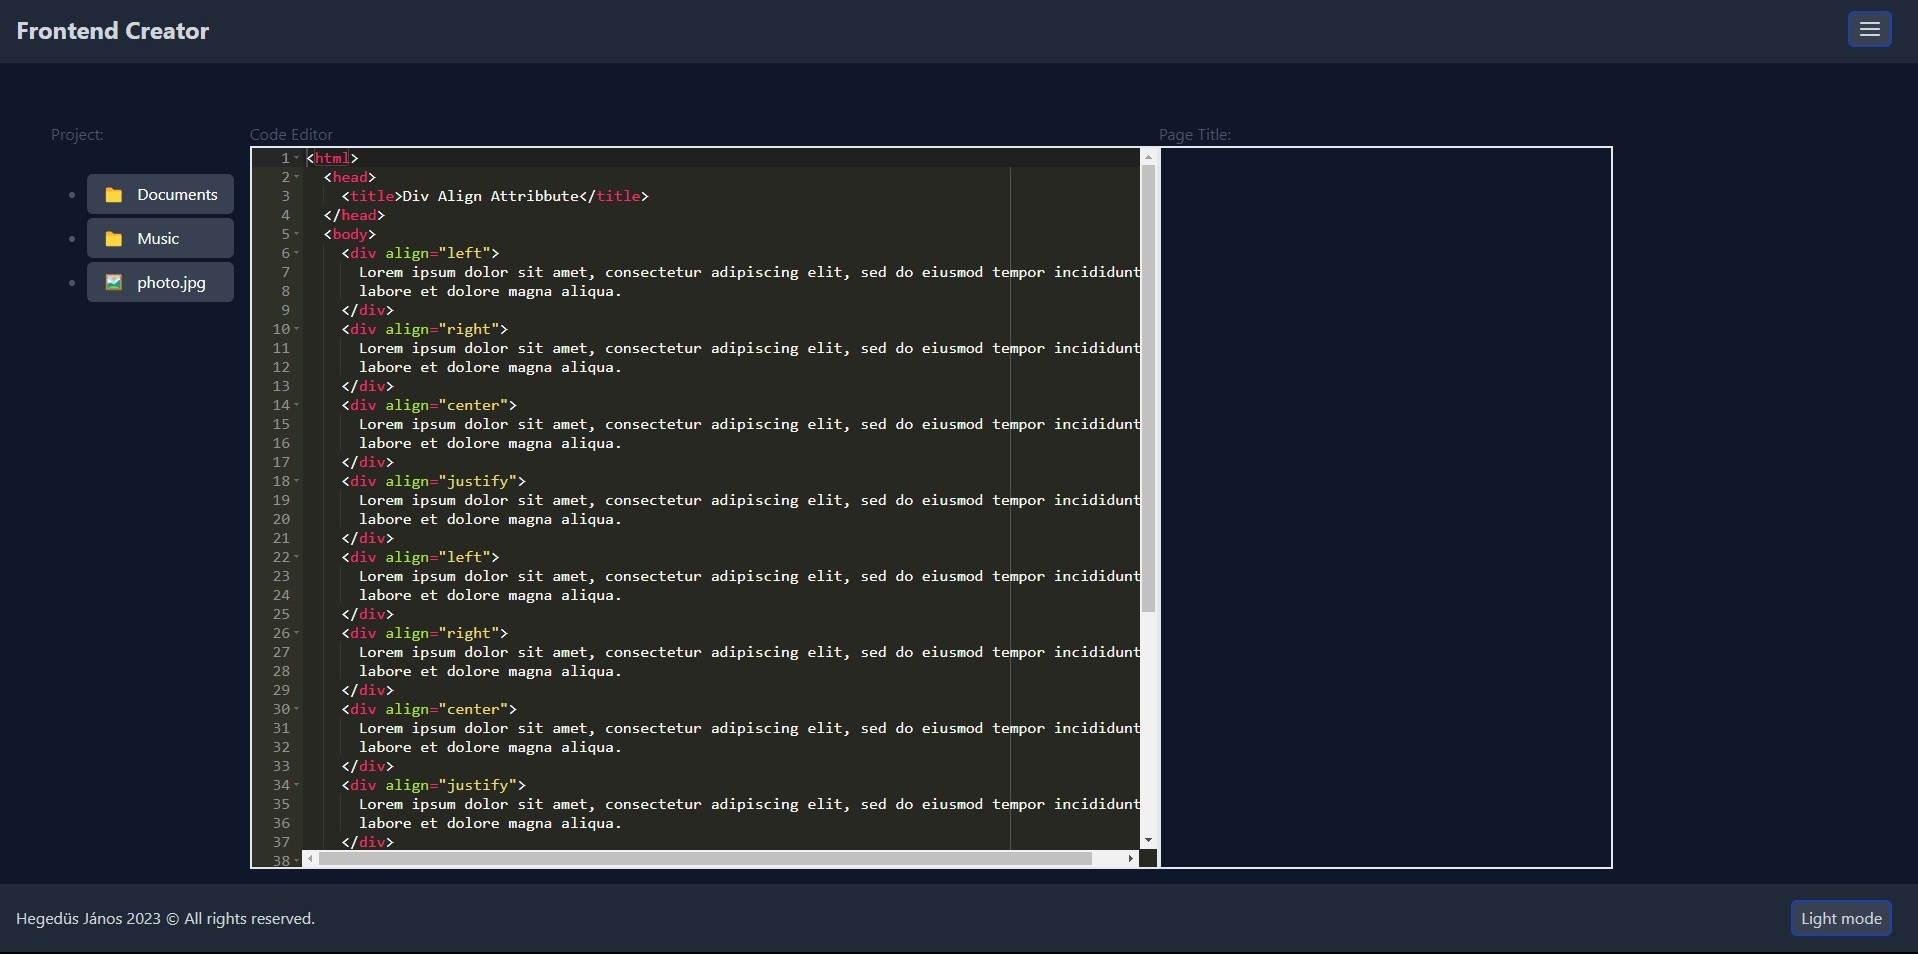 Frontend Creator
Project:
Documents
Music
photo.jpg
Code Editor
1 <html>
2 <head>
3 <title>Div Align Attribbute</title>
4 </head>
5 <body>
6 <div align="left">
7 Lorem ipsum dolor sit amet, consectetur adipiscing elit, sed do eiusmod tempor incididunt
8 labore et dolore magna aliqua.
9 </div>
10 <div align="right">
11 Lorem ipsum dolor sit amet, consectetur adipiscing elit, sed do eiusmod tempor incididunt
12 labore et dolore magna aliqua.
13 </div>
14 <div align="center">
15 Lorem ipsum dolor sit amet, consectetur adipiscing elit, sed do eiusmod tempor incididunt
16 labore et dolore magna aliqua.
17 </div>
18 <div align="justify">
19 Lorem ipsum dolor sit amet, consectetur adipiscing elit, sed do eiusmod tempor incididunt
20 labore et dolore magna aliqua.
21 </div>
22 <div align="left">
23 Lorem ipsum dolor sit amet, consectetur adipiscing elit, sed do eiusmod tempor incididunt
24 labore et dolore magna aliqua.
25 </div>
26 <div align="right">
27 Lorem ipsum dolor sit amet, consectetur adipiscing elit, sed do eiusmod tempor incididunt
28 labore et dolore magna aliqua.
29 </div>
30 <div align="center">
31 Lorem ipsum dolor sit amet, consectetur adipiscing elit, sed do eiusmod tempor incididunt
32 labore et dolore magna aliqua.
33 </div>
34 <div align="justify">
35 Lorem ipsum dolor sit amet, consectetur adipiscing elit, sed do eiusmod tempor incididunt
36 labore et dolore magna aliqua.
37 </div>
38
Page Title:
Hegedüs János 2023 © All rights reserved.
Light mode